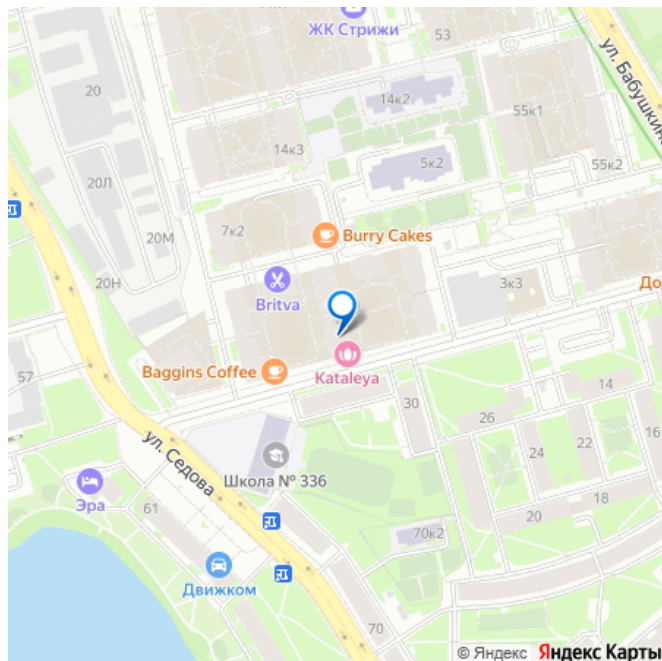 ЖК Стрижи
53
ул. Бабушкина
20
14к2
55к1
14к3
5к2
55к2
20Л
7к2
20М
Burry Cakes
20Н
Britva
3к3
До
Baggins Coffee
Kataleya
57
14
30
26
16
ул. Седова
Школа № 336
24
22
Эра
61
20
18
70к2
Движком
70
© Яндекс Яндекс Карты